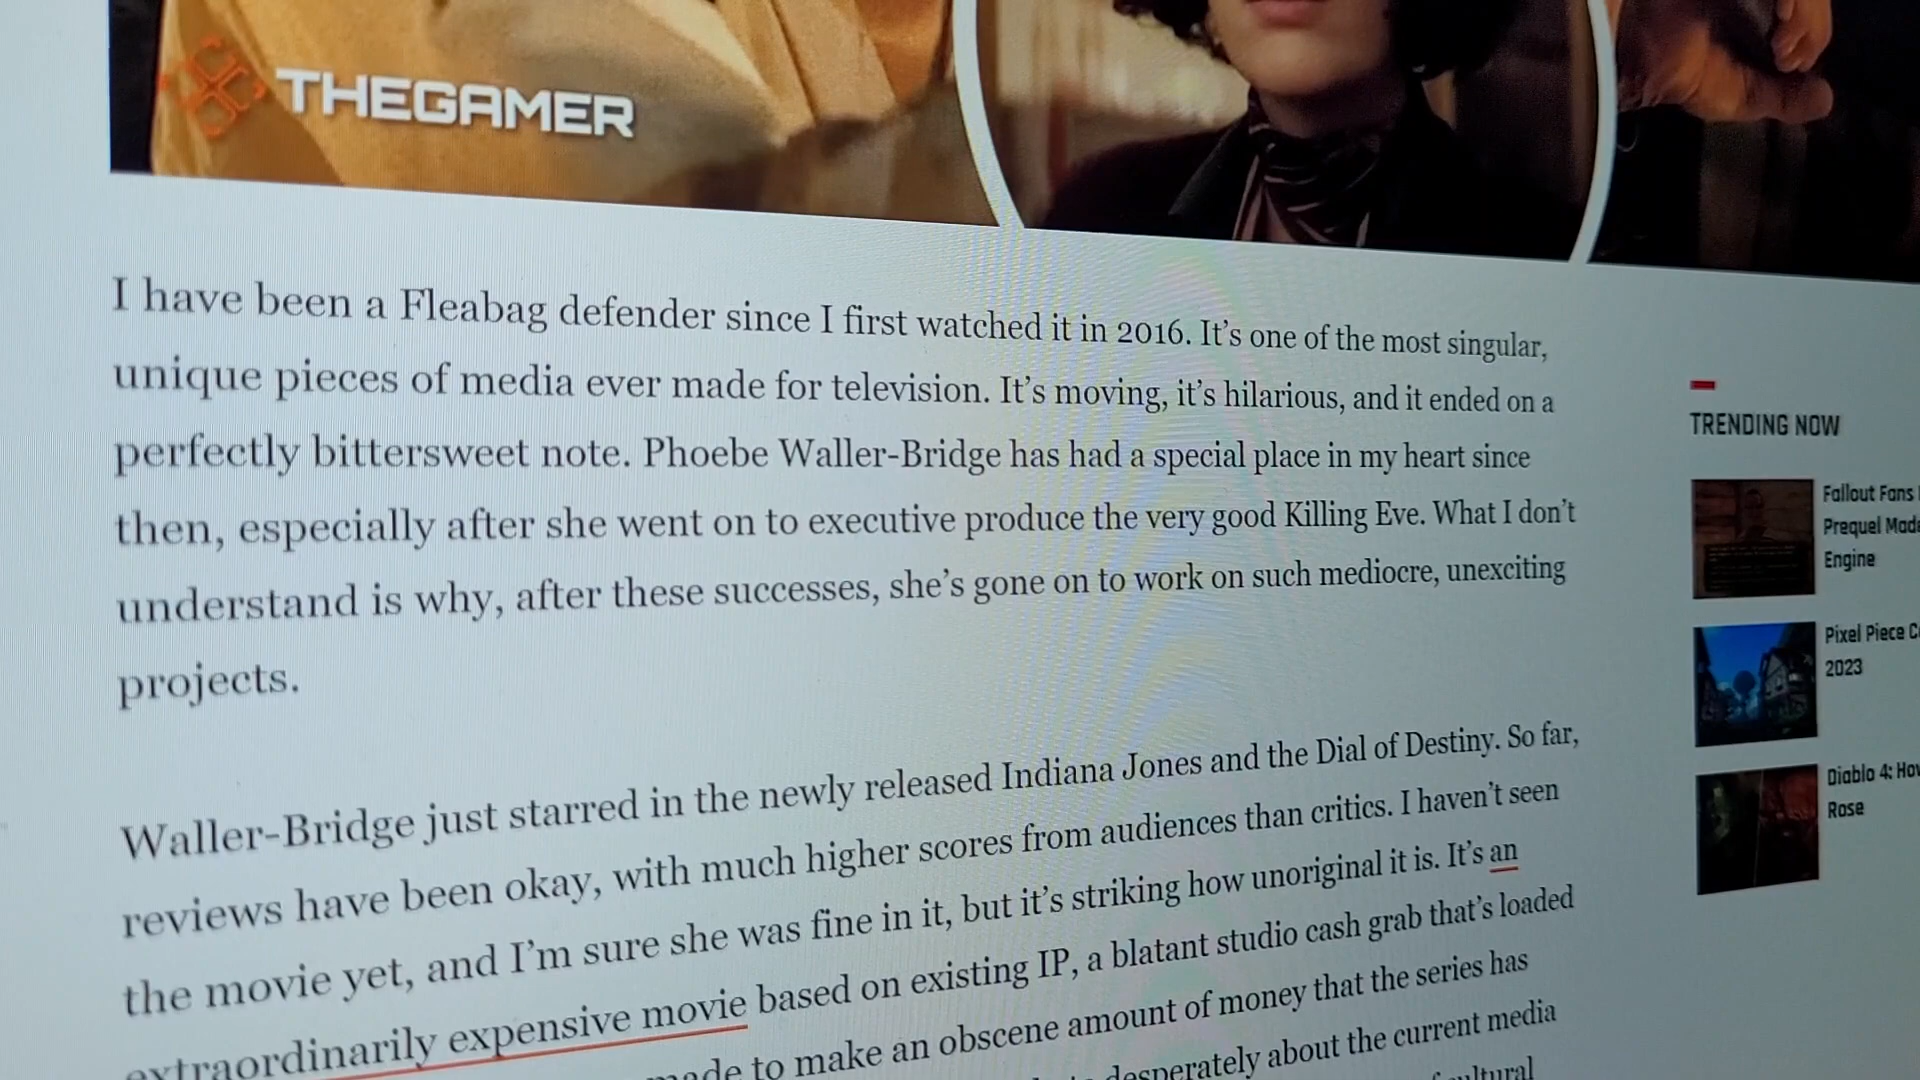 THEGAMER
I have been a Fleabag defender since I first watched it in 2016. It's one of the most singular,
unique pieces of media ever made for television. It's moving, it's hilarious, and it ended on a
perfectly bittersweet note. Phoebe Waller-Bridge has had a special place in my heart since
then, especially after she went on to executive produce the very good Killing Eve. What I don't
understand is why, after these successes, she's gone on to work on such mediocre, unexciting
projects.
Waller-Bridge just starred in the newly released Indiana Jones and the Dial of Destiny. So far,
reviews have been okay, with much higher scores from audiences than critics. I haven't seen
the movie yet, and I'm sure she was fine in it, but it's striking how unoriginal it is. It's an
extraordinarily expensive movie based on existing IP, a blatant studio cash grab that's loaded
to make an obscene amount of money that the series has
desperately about the current media
TRENDING NOW
Fallout Fans
Prequel
Engine
Pixel Piece
2023
Diablo 4:
Rose